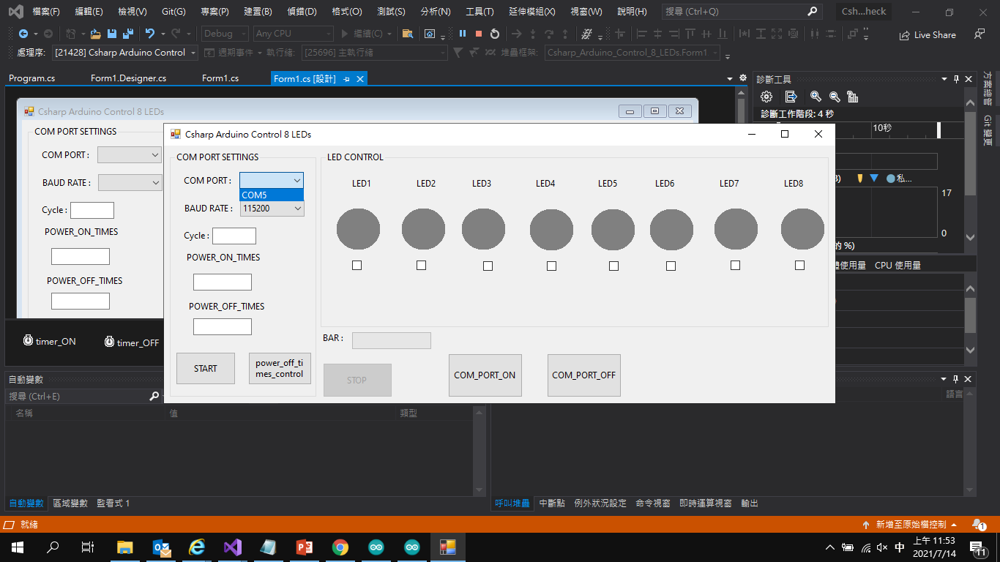 檔案(F) 編輯(E) 檢視(V) Git(G) 專案(P) 建置(B) 偵錯(D) 格式(O) 測試(S) 分析(N) 工具(T) 延伸模組(X) 視窗(W) 說明(H) 搜尋 (Ctrl+Q) Csh...heck
Debug Any CPU 繼續(C) Live Share
處理序: [21428] Csharp Arduino Control 週期事件 執行緒: [25696] 主執行緒 堆疊框架: Csharp_Arduino_Control_8_LEDs.Form1
Program.cs Form1.Designer.cs Form1.cs Form1.cs [設計]
Csharp Arduino Control 8 LEDs
COM PORT SETTINGS
COM PORT :
BAUD RATE :
Cycle :
POWER_ON_TIMES
POWER_OFF_TIMES
timer_ON timer_OFF
Csharp Arduino Control 8 LEDs
COM PORT SETTINGS
COM PORT :
COM5
BAUD RATE : 115200
Cycle :
POWER_ON_TIMES
POWER_OFF_TIMES
START
power_off_ti
mes_control
LED CONTROL
LED1 LED2 LED3 LED4 LED5 LED6 LED7 LED8
BAR :
STOP COM_PORT_ON COM_PORT_OFF
診斷工具
診斷工作階段: 4 秒
10秒
私...
17
0
的 %)
體使用量 CPU 使用量
方案總管
Git 變更
自動變數
搜尋 (Ctrl+E)
名稱 值 類型
語言
自動變數 區域變數 監看式 1
呼叫堆疊 中斷點 例外狀況設定 命令視窗 即時運算視窗 輸出
就緒
新增至原始檔控制
1
中
上午 11:53
2021/7/14
11